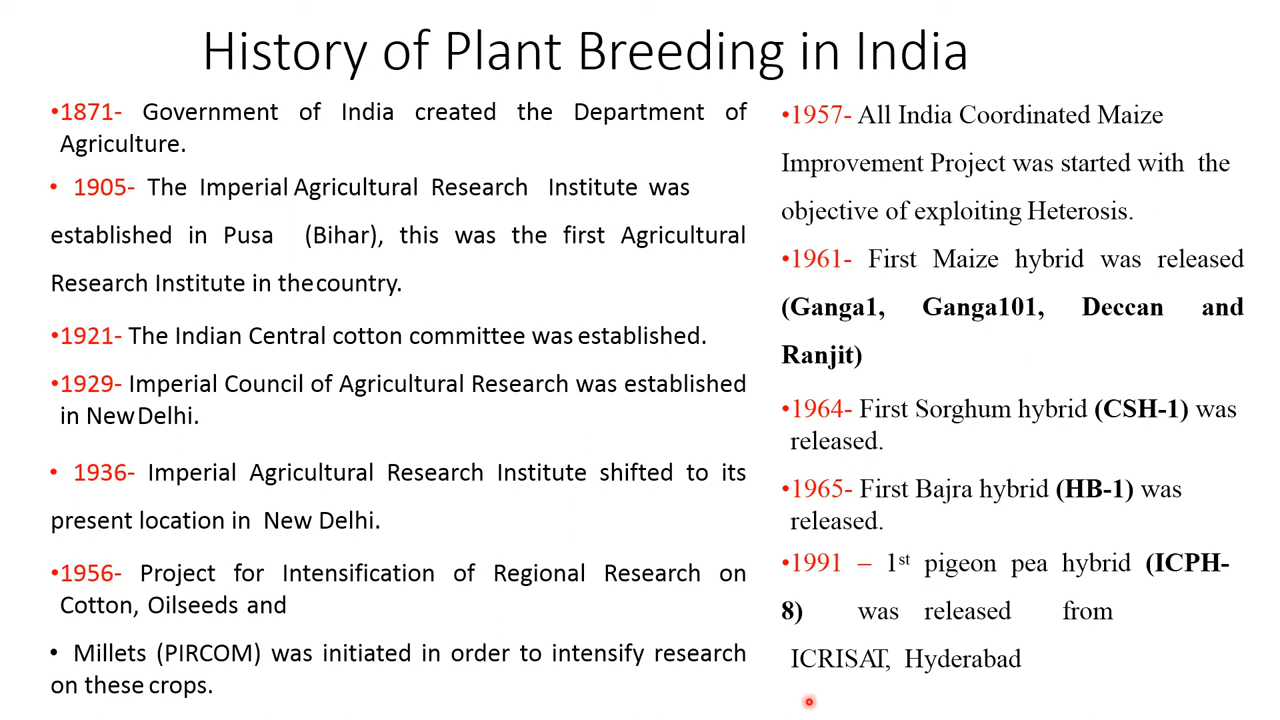 History of Plant Breeding in India
•1871- Government of India created the Department of
Agriculture.
• 1905- The Imperial Agricultural Research Institute was
established in Pusa (Bihar), this was the first Agricultural
Research Institute in thecountry.
•1921- The Indian Central cotton committee was established.
•1929- Imperial Council of Agricultural Research was established
in New Delhi.
• 1936- Imperial Agricultural Research Institute shifted to its
present location in New Delhi.
•1956- Project for Intensification of Regional Research on
Cotton, Oilseeds and
• Millets (PIRCOM) was initiated in order to intensify research
on these crops.
•1957- All India Coordinated Maize
Improvement Project was started with the
objective of exploiting Heterosis.
•1961- First Maize hybrid was released
(Ganga1, Ganga101, Deccan and
Ranjit)
•1964- First Sorghum hybrid (CSH-1) was
released.
•1965- First Bajra hybrid (HB-1) was
released.
•1991 – 1st pigeon pea hybrid (ICPH-
8) was released from
ICRISAT, Hyderabad